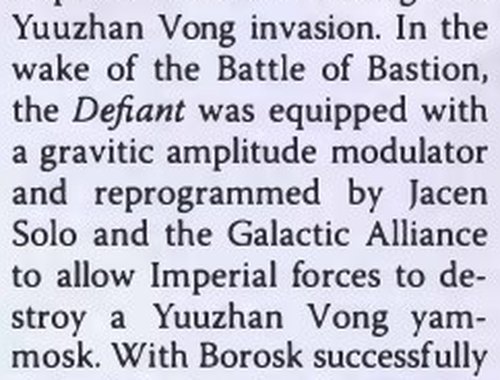 Yuuzhan Vong invasion. In the
wake of the Battle of Bastion,
the Defiant was equipped with
a gravitic amplitude modulator
and reprogrammed by Jacen
Solo and the Galactic Alliance
to allow Imperial forces to de-
stroy a Yuuzhan Vong yam-
mosk. With Borosk successfully